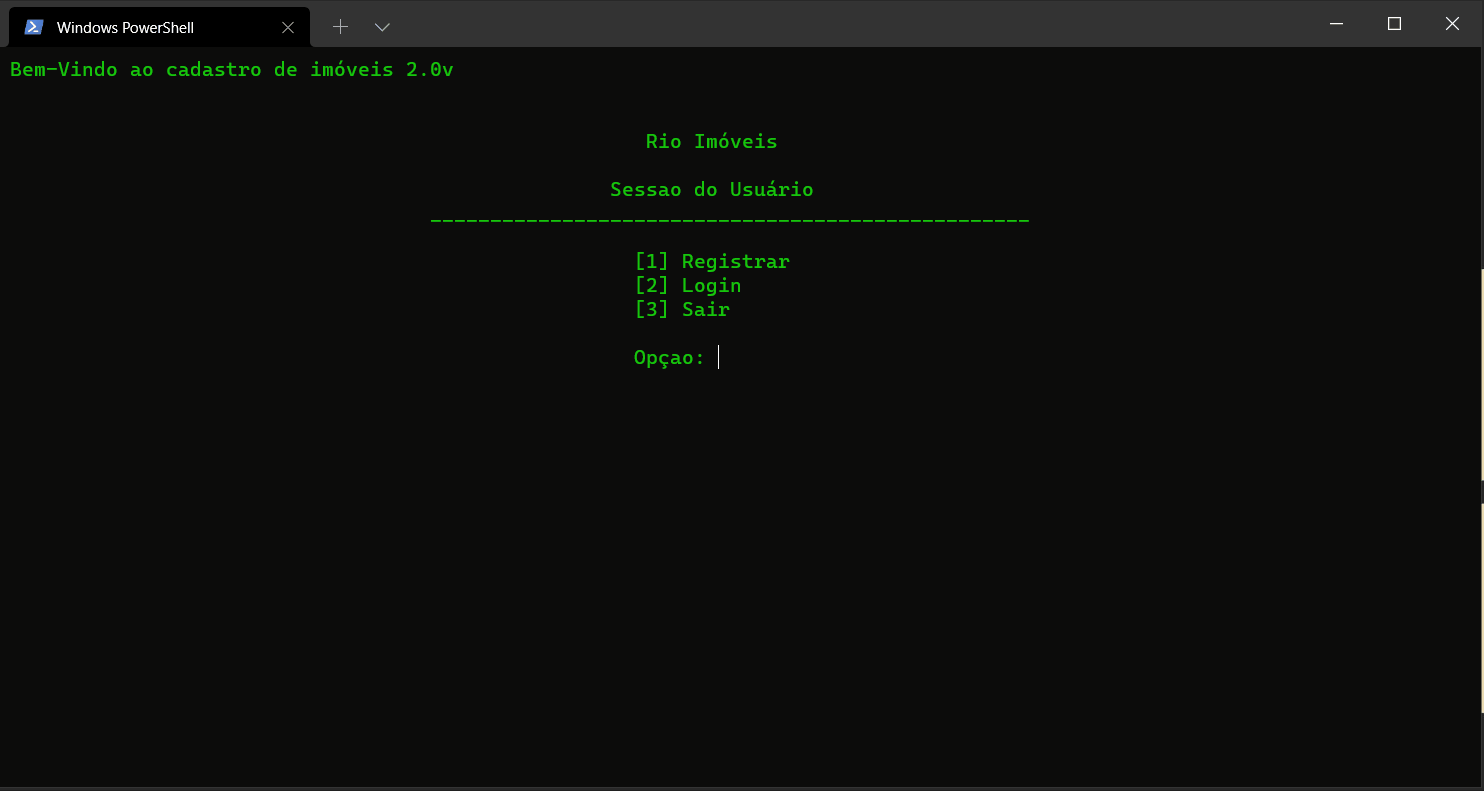 Windows PowerShell
Bem-Vindo ao cadastro de imóveis 2.0v
Rio Imóveis
Sessao do Usuário
--------------------------------------------------
[1] Registrar
[2] Login
[3] Sair
Opçao: